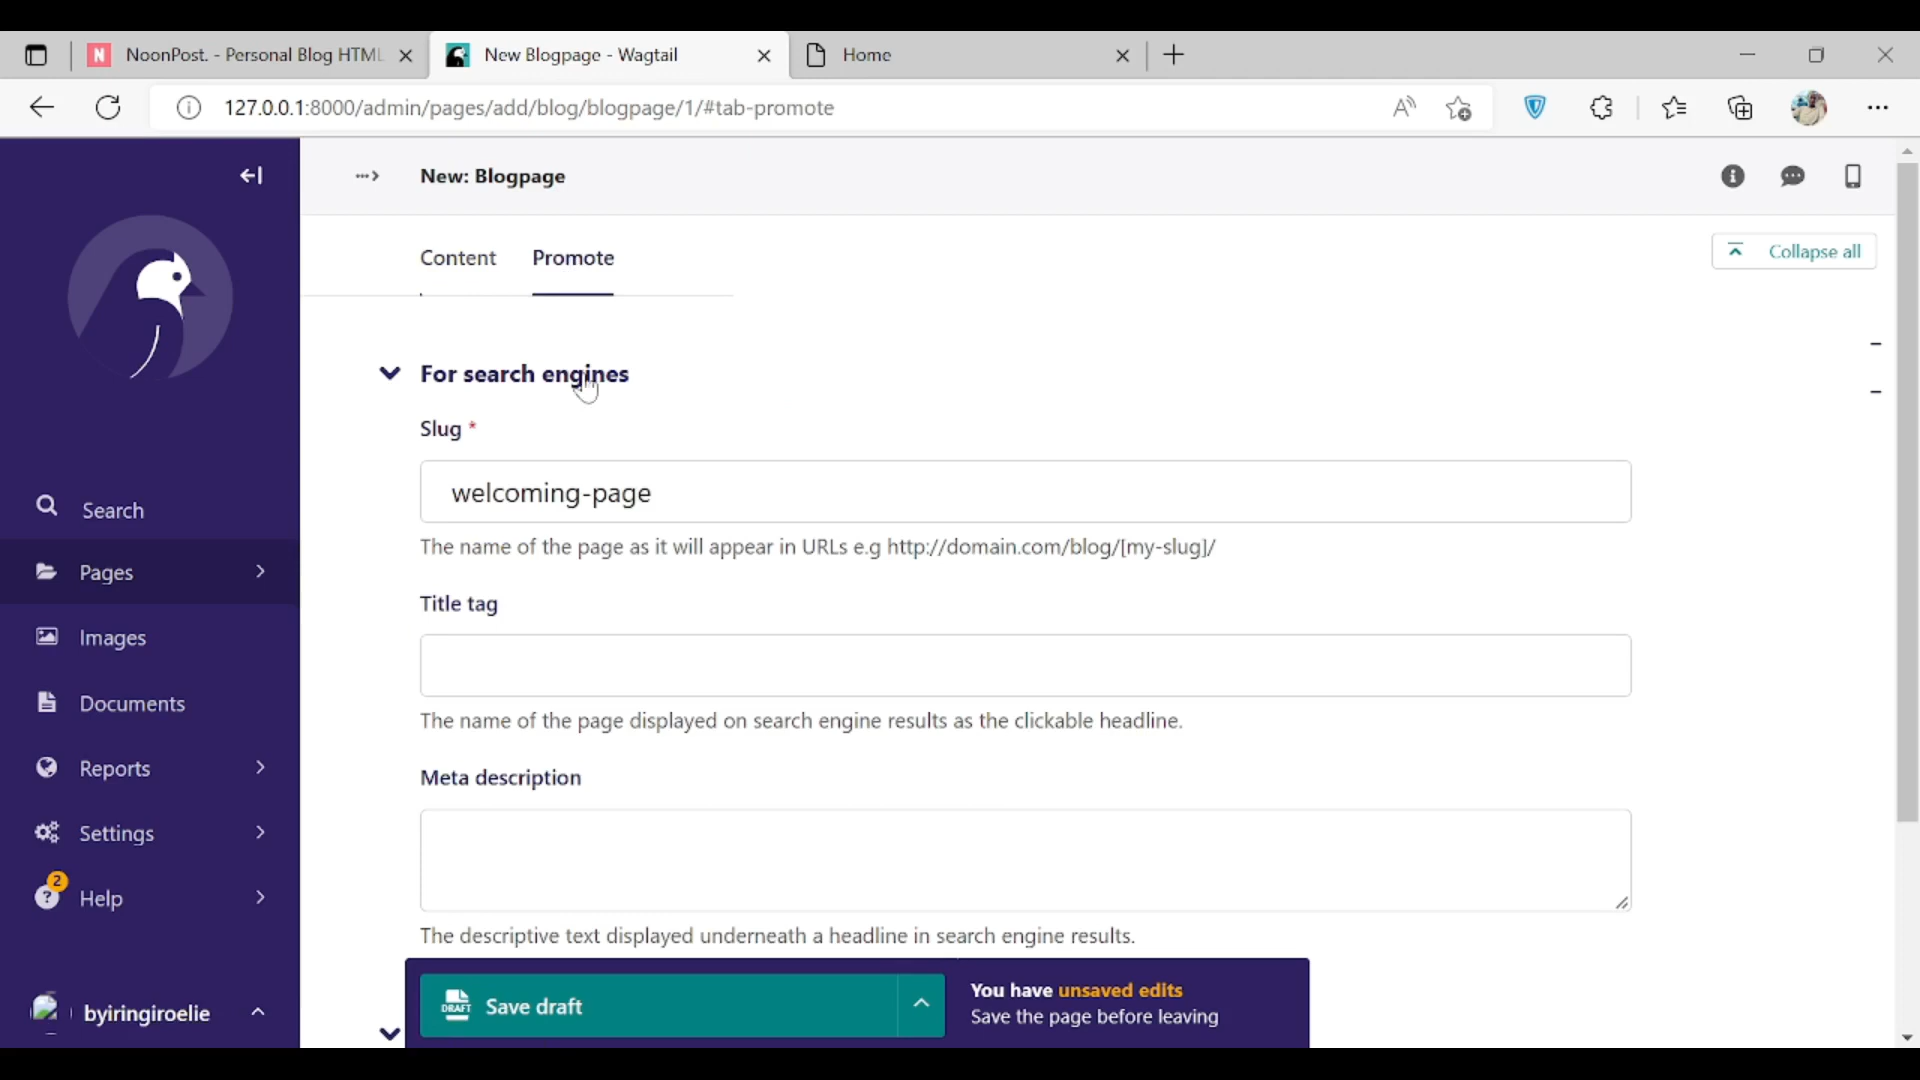 N NoonPost. - Personal Blog HTML
New Blogpage - Wagtail
Home
127.0.0.1:8000/admin/pages/add/blog/blogpage/1/#tab-promote
New: Blogpage
Content
Promote
Collapse all
For search engines
Slug *
welcoming-page
The name of the page as it will appear in URLs e.g http://domain.com/blog/[my-slug]/
Title tag
The name of the page displayed on search engine results as the clickable headline.
Meta description
The descriptive text displayed underneath a headline in search engine results.
Search
Pages
Images
Documents
Reports
Settings
2
Help
byiringiroelie
DRAFT Save draft
You have unsaved edits
Save the page before leaving